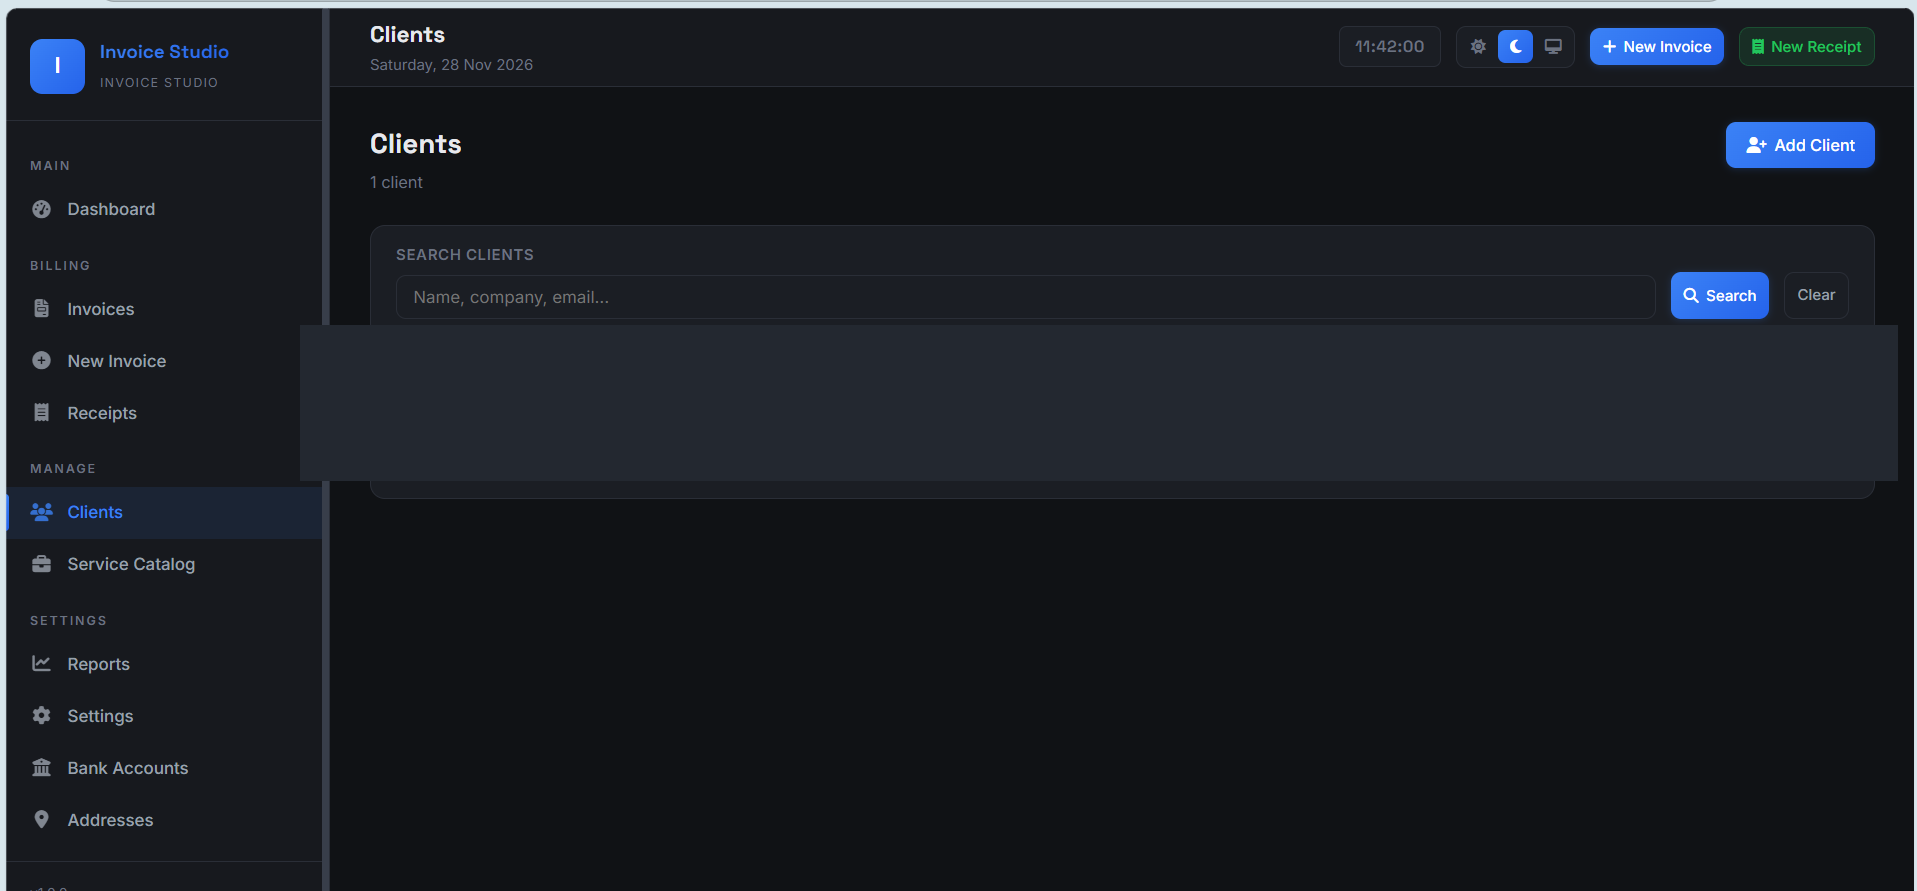 I
Invoice Studio
INVOICE STUDIO
MAIN
Dashboard
BILLING
Invoices
New Invoice
Receipts
MANAGE
Clients
Service Catalog
SETTINGS
Reports
Settings
Bank Accounts
Addresses
Clients
Saturday, 28 Nov 2026
11:42:00
New Invoice
New Receipt
Clients
1 client
Add Client
SEARCH CLIENTS
Name, company, email...
Search
Clear